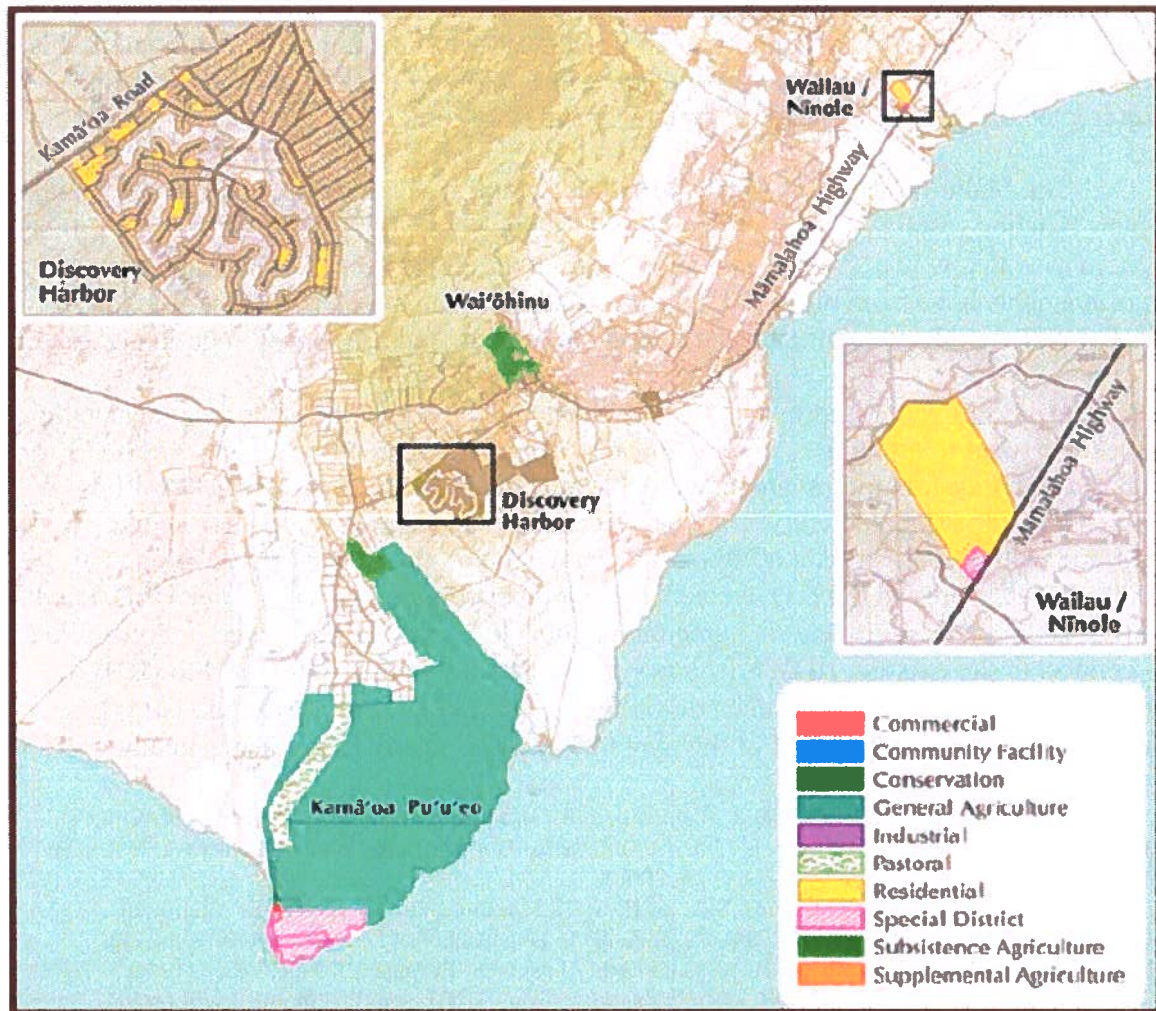 Kamā'oa Road
Discovery
Harbor
Wailau /
Nīnole
Māmalahoa Highway
Wai'ōhinu
Discovery
Harbor
Māmalahoa Highway
Wailau /
Nīnole
Kamā'oa Pu'u'eo
Commercial
Community Facility
Conservation
General Agriculture
Industrial
Pastoral
Residential
Special District
Subsistence Agriculture
Supplemental Agriculture